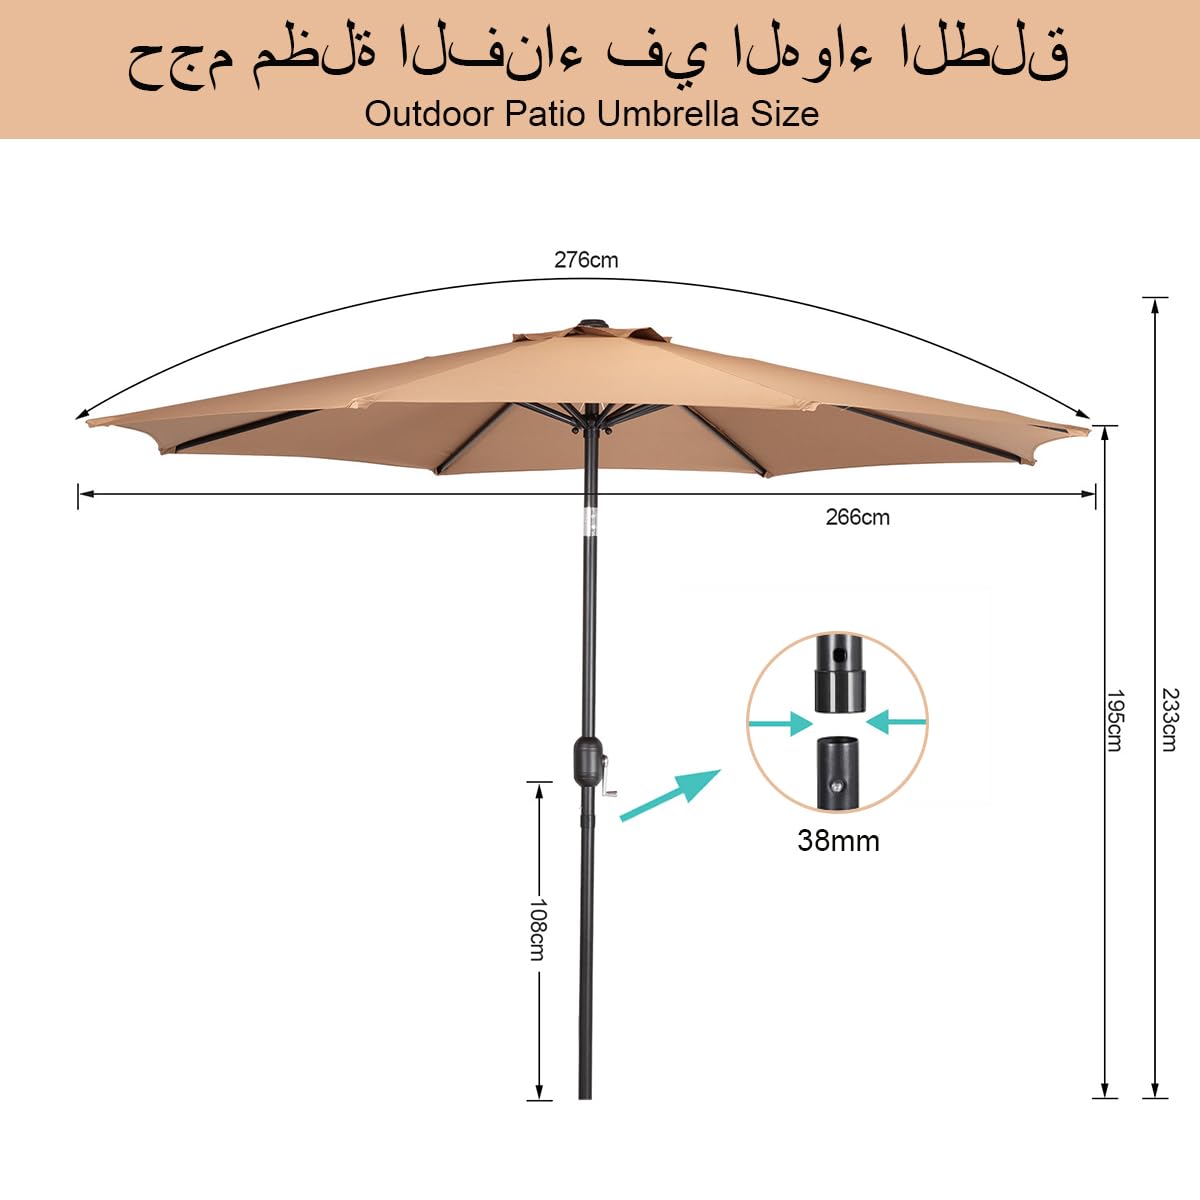 حجم مظلة الفناء في الهواء الطلق
Outdoor Patio Umbrella Size
276cm
266cm
195cm
233cm
38mm
108cm